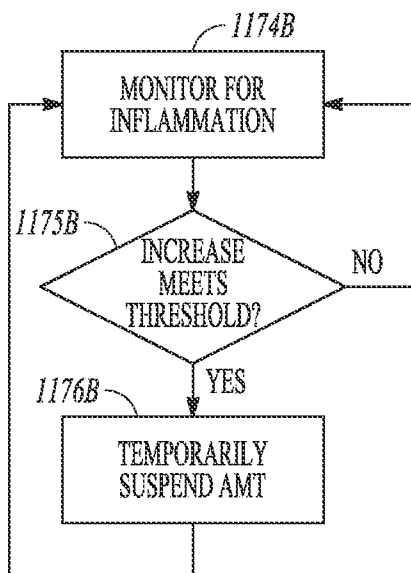 1174B
MONITOR FOR
INFLAMMATION
1175B
INCREASE
MEETS
THRESHOLD?
NO
YES
1176B
TEMPORARILY
SUSPEND AMT